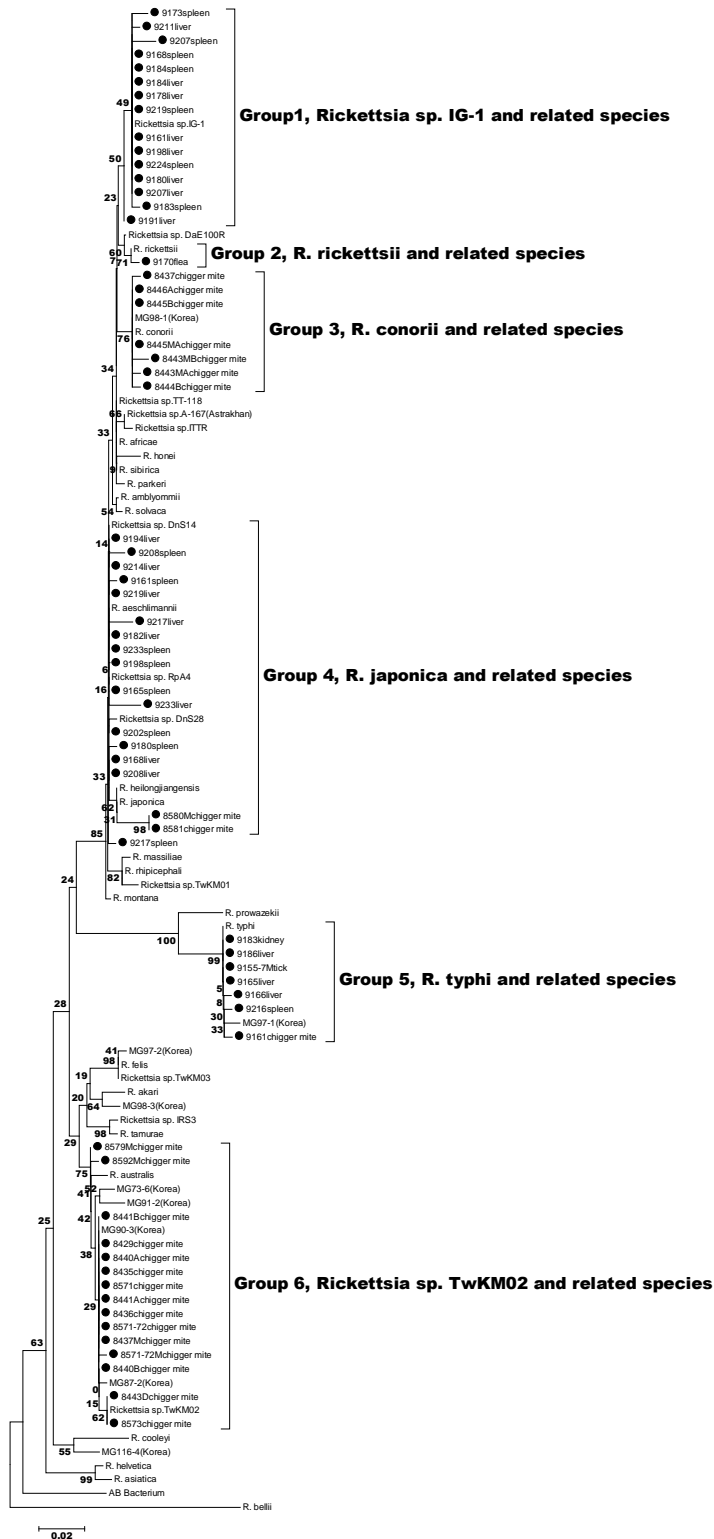 9173spleen
9211liver
9207spleen
9168spleen
9184spleen
9184liver
9178liver
49
9219spleen
Group1, Rickettsia sp. IG-1 and related species
Rickettsia sp.IG-1
9161liver
9198liver
9224spleen
50
9180liver
9207liver
23
9183spleen
9191liver
Rickettsia sp. DaE100R
60
R. rickettsii
Group 2, R. rickettsii and related species
7
71
9170flea
8437chigger mite
8446Achigger mite
8445Bchigger mite
MG98-1(Korea)
Group 3, R. conorii and related species
R. conorii
76
8445MAchigger mite
8443MBchigger mite
34
8443MAchigger mite
8444Bchigger mite
Rickettsia sp.TT-118
66
Rickettsia sp.A-167(Astrakhan)
Rickettsia sp.ITTR
33
R. africae
R. honei
9
R. sibirica
R. parkeri
R. amblyommii
54
R. solvaca
Rickettsia sp. DnS14
14
9194liver
9208spleen
9214liver
9161spleen
9219liver
R. aeschlimannii
9217liver
9182liver
9233spleen
6
9198spleen
Group 4, R. japonica and related species
Rickettsia sp. RpA4
16
9165spleen
9233liver
Rickettsia sp. DnS28
9202spleen
9180spleen
9168liver
33
9208liver
R. heilongjiangensis
62
R. japonica
31
8580Mchigger mite
98
8581chigger mite
85
9217spleen
R. massiliae
82
R. rhipicephali
24
Rickettsia sp.TwKM01
R. montana
R. prowazekii
R. typhi
100
9183kidney
9186liver
99
9155-7Mtick
Group 5, R. typhi and related species
9165liver
5
9166liver
8
9216spleen
28
30
MG97-1(Korea)
33
9161chigger mite
41
MG97-2(Korea)
98
R. felis
19
Rickettsia sp.TwKM03
20
R. akari
64
MG98-3(Korea)
Rickettsia sp. IRS3
29
98
R. tamurae
8579Mchigger mite
75
8592Mchigger mite
R. australis
52
MG73-6(Korea)
41
MG91-2(Korea)
42
8441Bchigger mite
25
MG90-3(Korea)
8429chigger mite
38
8440Achigger mite
8435chigger mite
Group 6, Rickettsia sp. TwKM02 and related species
8571chigger mite
29
8441Achigger mite
8436chigger mite
8571-72chigger mite
63
8437Mchigger mite
8571-72Mchigger mite
8440Bchigger mite
0
MG87-2(Korea)
8443Dchigger mite
15
Rickettsia sp.TwKM02
62
8573chigger mite
R. cooleyi
55
MG116-4(Korea)
R. helvetica
99
R. asiatica
AB Bacterium
R. bellii
0.02